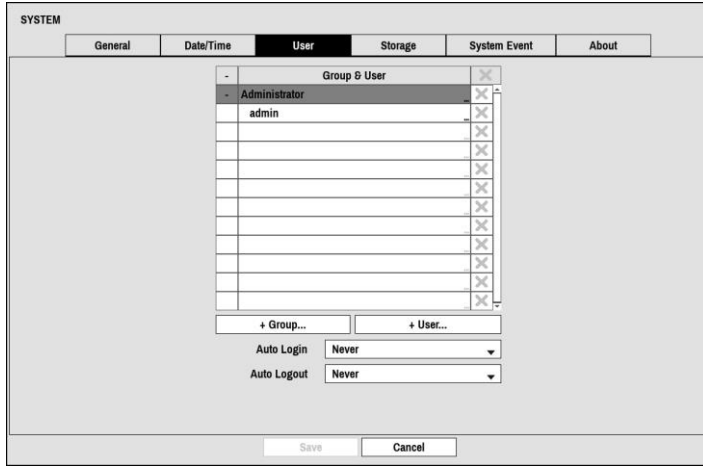 SYSTEM
General Date/Time User Storage System Event About
- Group & User
- Administrator ...
admin ...
+ Group... + User...
Auto Login Never
Auto Logout Never
Save Cancel